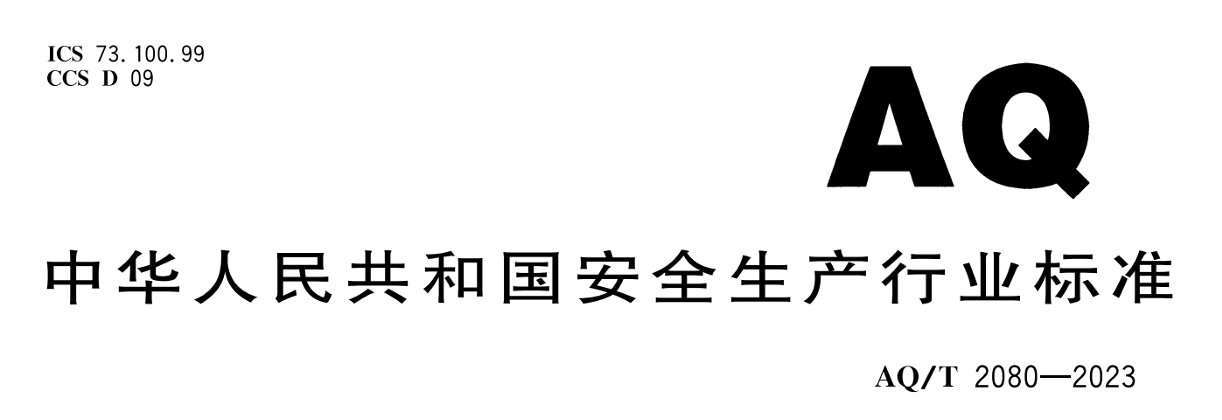 ICS 73.100.99
CCS D 09
AQ
中华人民共和国安全生产行业标准
AQ/T 2080—2023